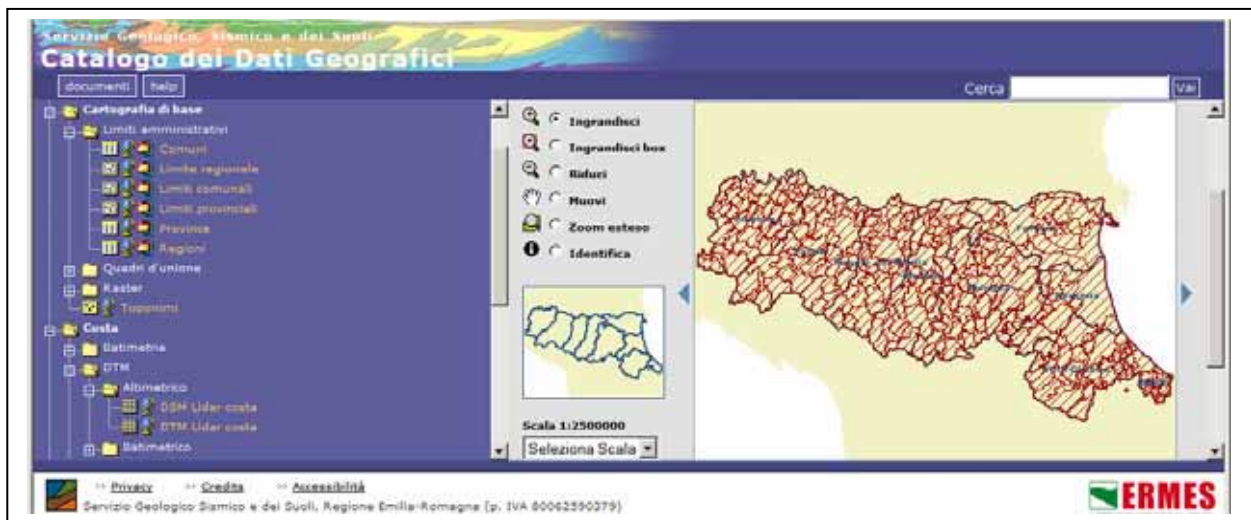 Servizio Geologico, Sismico e dei Suoli
Catalogo dei Dati Geografici
documenti help
Cerca
Vai
Cartografia di base
Limiti amministrativi
Comuni
Limite regionale
Limiti comunali
Limiti provinciali
Province
Regioni
Quadri d'unione
Raster
Toponimi
Costa
Batimetria
DTM
Altimetrico
DSM Lidar costa
DTM Lidar costa
Batimetrico
Ingrandisci
Ingrandisci box
Riduci
Muovi
Zoom esteso
Identifica
Scala 1:2500000
Seleziona Scala
Privacy Credits Accessibilità
Servizio Geologico Sismico e dei Suoli, Regione Emilia-Romagna (p. IVA 80062590379)
ERMES